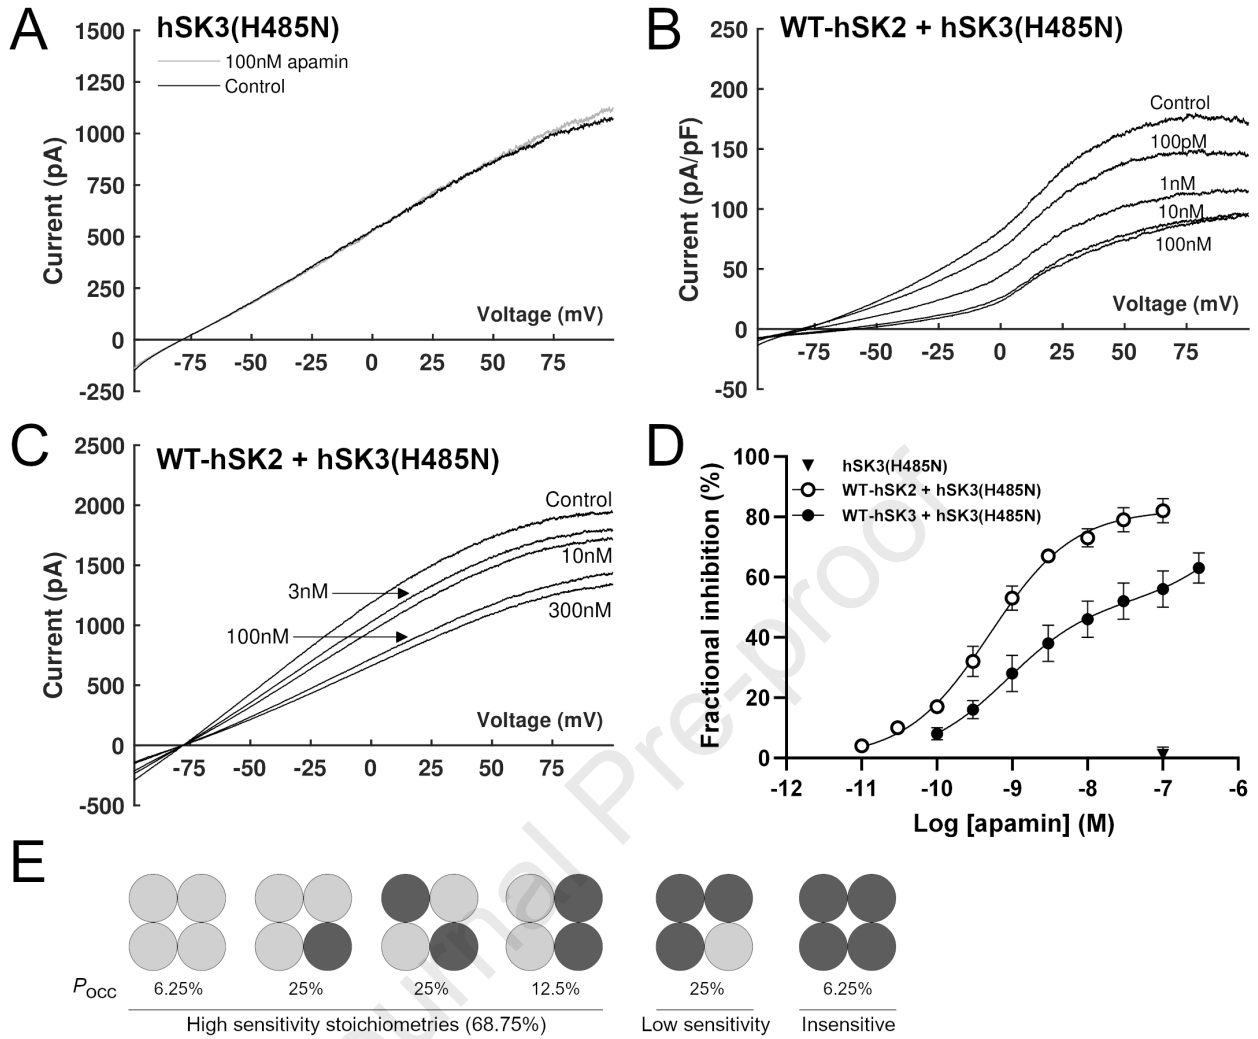 A
hSK3(H485N)
100nM apamin
Control
1500
1250
1000
750
500
250
0
-250
Current (pA)
Voltage (mV)
-75 -50 -25 0 25 50 75
B
WT-hSK2 + hSK3(H485N)
250
200
150
100
50
0
-50
Current (pA/pF)
Control
100pM
1nM
10nM
100nM
Voltage (mV)
-75 -50 -25 0 25 50 75
C
WT-hSK2 + hSK3(H485N)
2500
2000
1500
1000
500
0
-500
Current (pA)
Control
10nM
3nM
300nM
100nM
Voltage (mV)
-75 -50 -25 0 25 50 75
D
hSK3(H485N)
WT-hSK2 + hSK3(H485N)
WT-hSK3 + hSK3(H485N)
100
80
60
40
20
0
Fractional inhibition (%)
-12 -11 -10 -9 -8 -7 -6
Log [apamin] (M)
E
POCC 6.25% 25% 25% 12.5% 25% 6.25%
High sensitivity stoichiometries (68.75%) Low sensitivity Insensitive
Journal Pre-proof